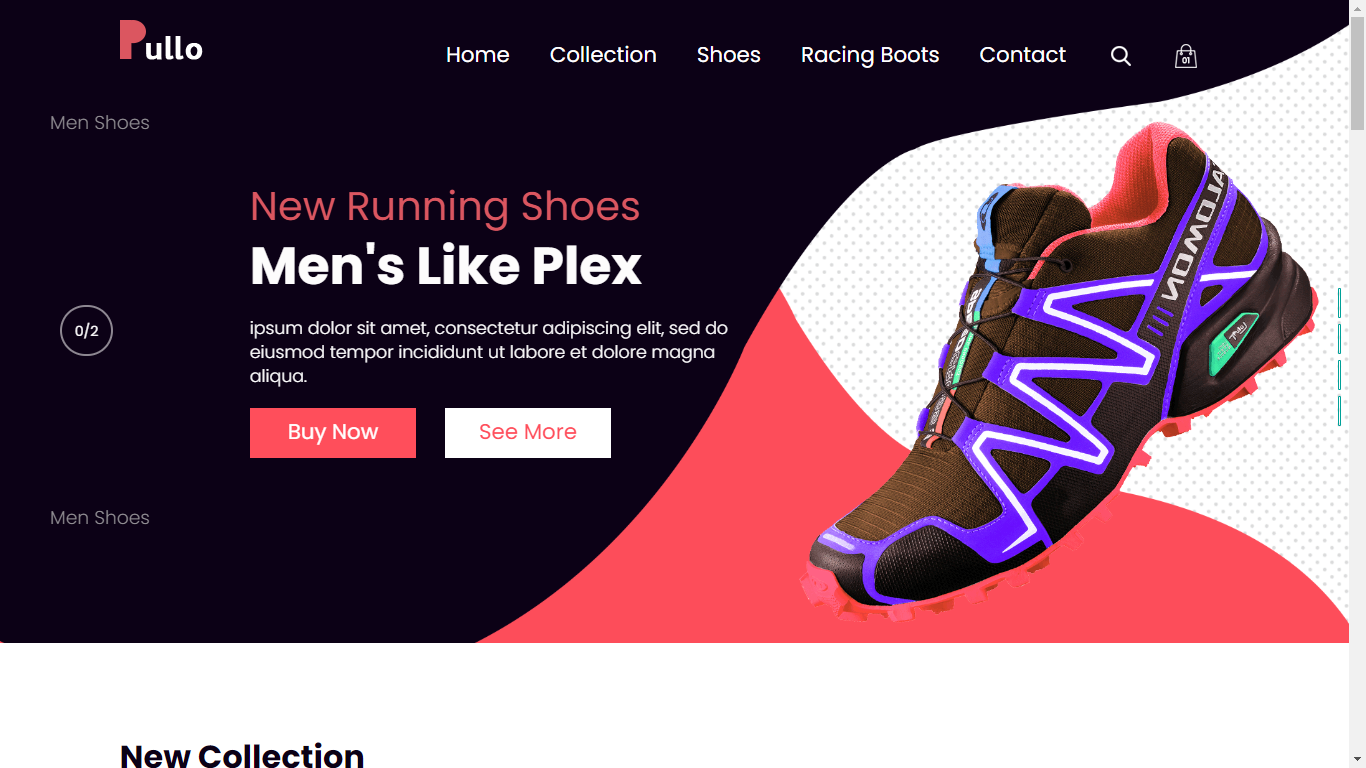 Pullo
Home Collection Shoes Racing Boots Contact 01
Men Shoes
New Running Shoes
Men's Like Plex
0/2
ipsum dolor sit amet, consectetur adipiscing elit, sed do
eiusmod tempor incididunt ut labore et dolore magna
aliqua.
Buy Now See More
Men Shoes
New Collection